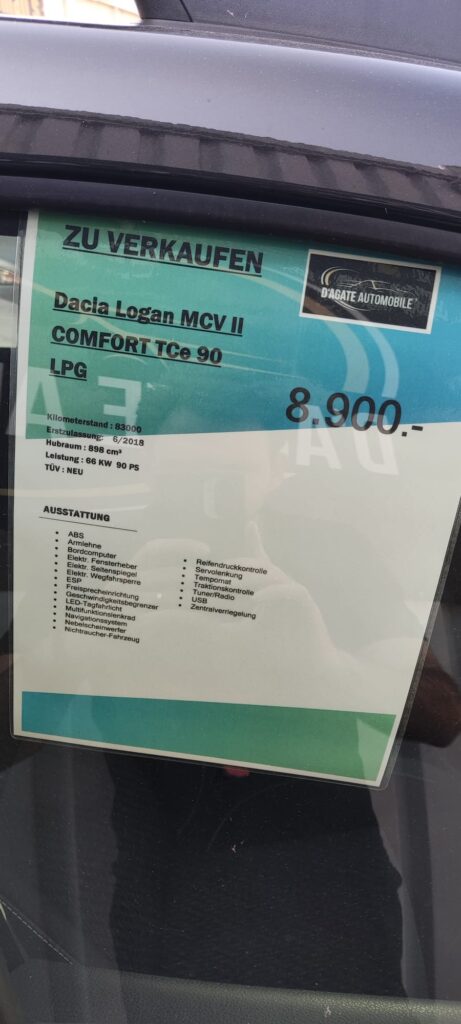 ZU VERKAUFEN
D'AGATE AUTOMOBILE
Dacia Logan MCV II
COMFORT TCe 90
LPG
8.900.-
Kilometerstand : 83000
Erstzulassung: 6/2018
Hubraum : 898 cm³
Leistung : 66 KW 90 PS
TÜV : NEU
AUSSTATTUNG
• ABS
• Armlehne
• Bordcomputer
• Elektr. Fensterheber
• Elektr. Seitenspiegel
• Elektr. Wegfahrsperre
• ESP
• Freisprecheinrichtung
• Geschwindigkeitsbegrenzer
• LED-Tagfahrlicht
• Multifunktionslenkrad
• Navigationssystem
• Nebelscheinwerfer
• Nichtraucher-Fahrzeug
• Reifendruckkontrolle
• Servolenkung
• Tempomat
• Traktionskontrolle
• Tuner/Radio
• USB
• Zentralverriegelung